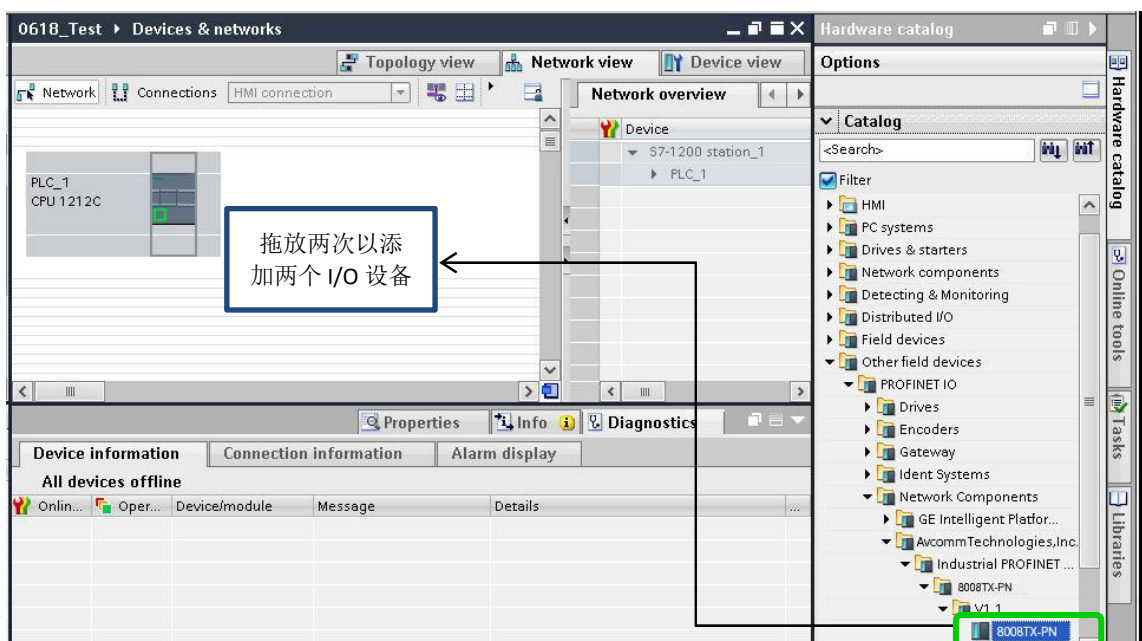 0618_Test ▸ Devices & networks
Topology view
Network view
Device view
Network
Connections
HMI connection
Network overview
Device
S7-1200 station_1
PLC_1
PLC_1
CPU 1212C
拖放两次以添
加两个 I/O 设备
Properties
Info
Diagnostics
Device information
Connection information
Alarm display
All devices offline
Onlin...
Oper...
Device/module
Message
Details
...
Hardware catalog
Options
Catalog
<Search>
Filter
HMI
PC systems
Drives & starters
Network components
Detecting & Monitoring
Distributed I/O
Field devices
Other field devices
PROFINET IO
Drives
Encoders
Gateway
Ident Systems
Network Components
GE Intelligent Platfor...
AvcommTechnologies,Inc.
Industrial PROFINET ...
8008TX-PN
V1.1
8008TX-PN
Hardware catalog
Online tools
Tasks
Libraries